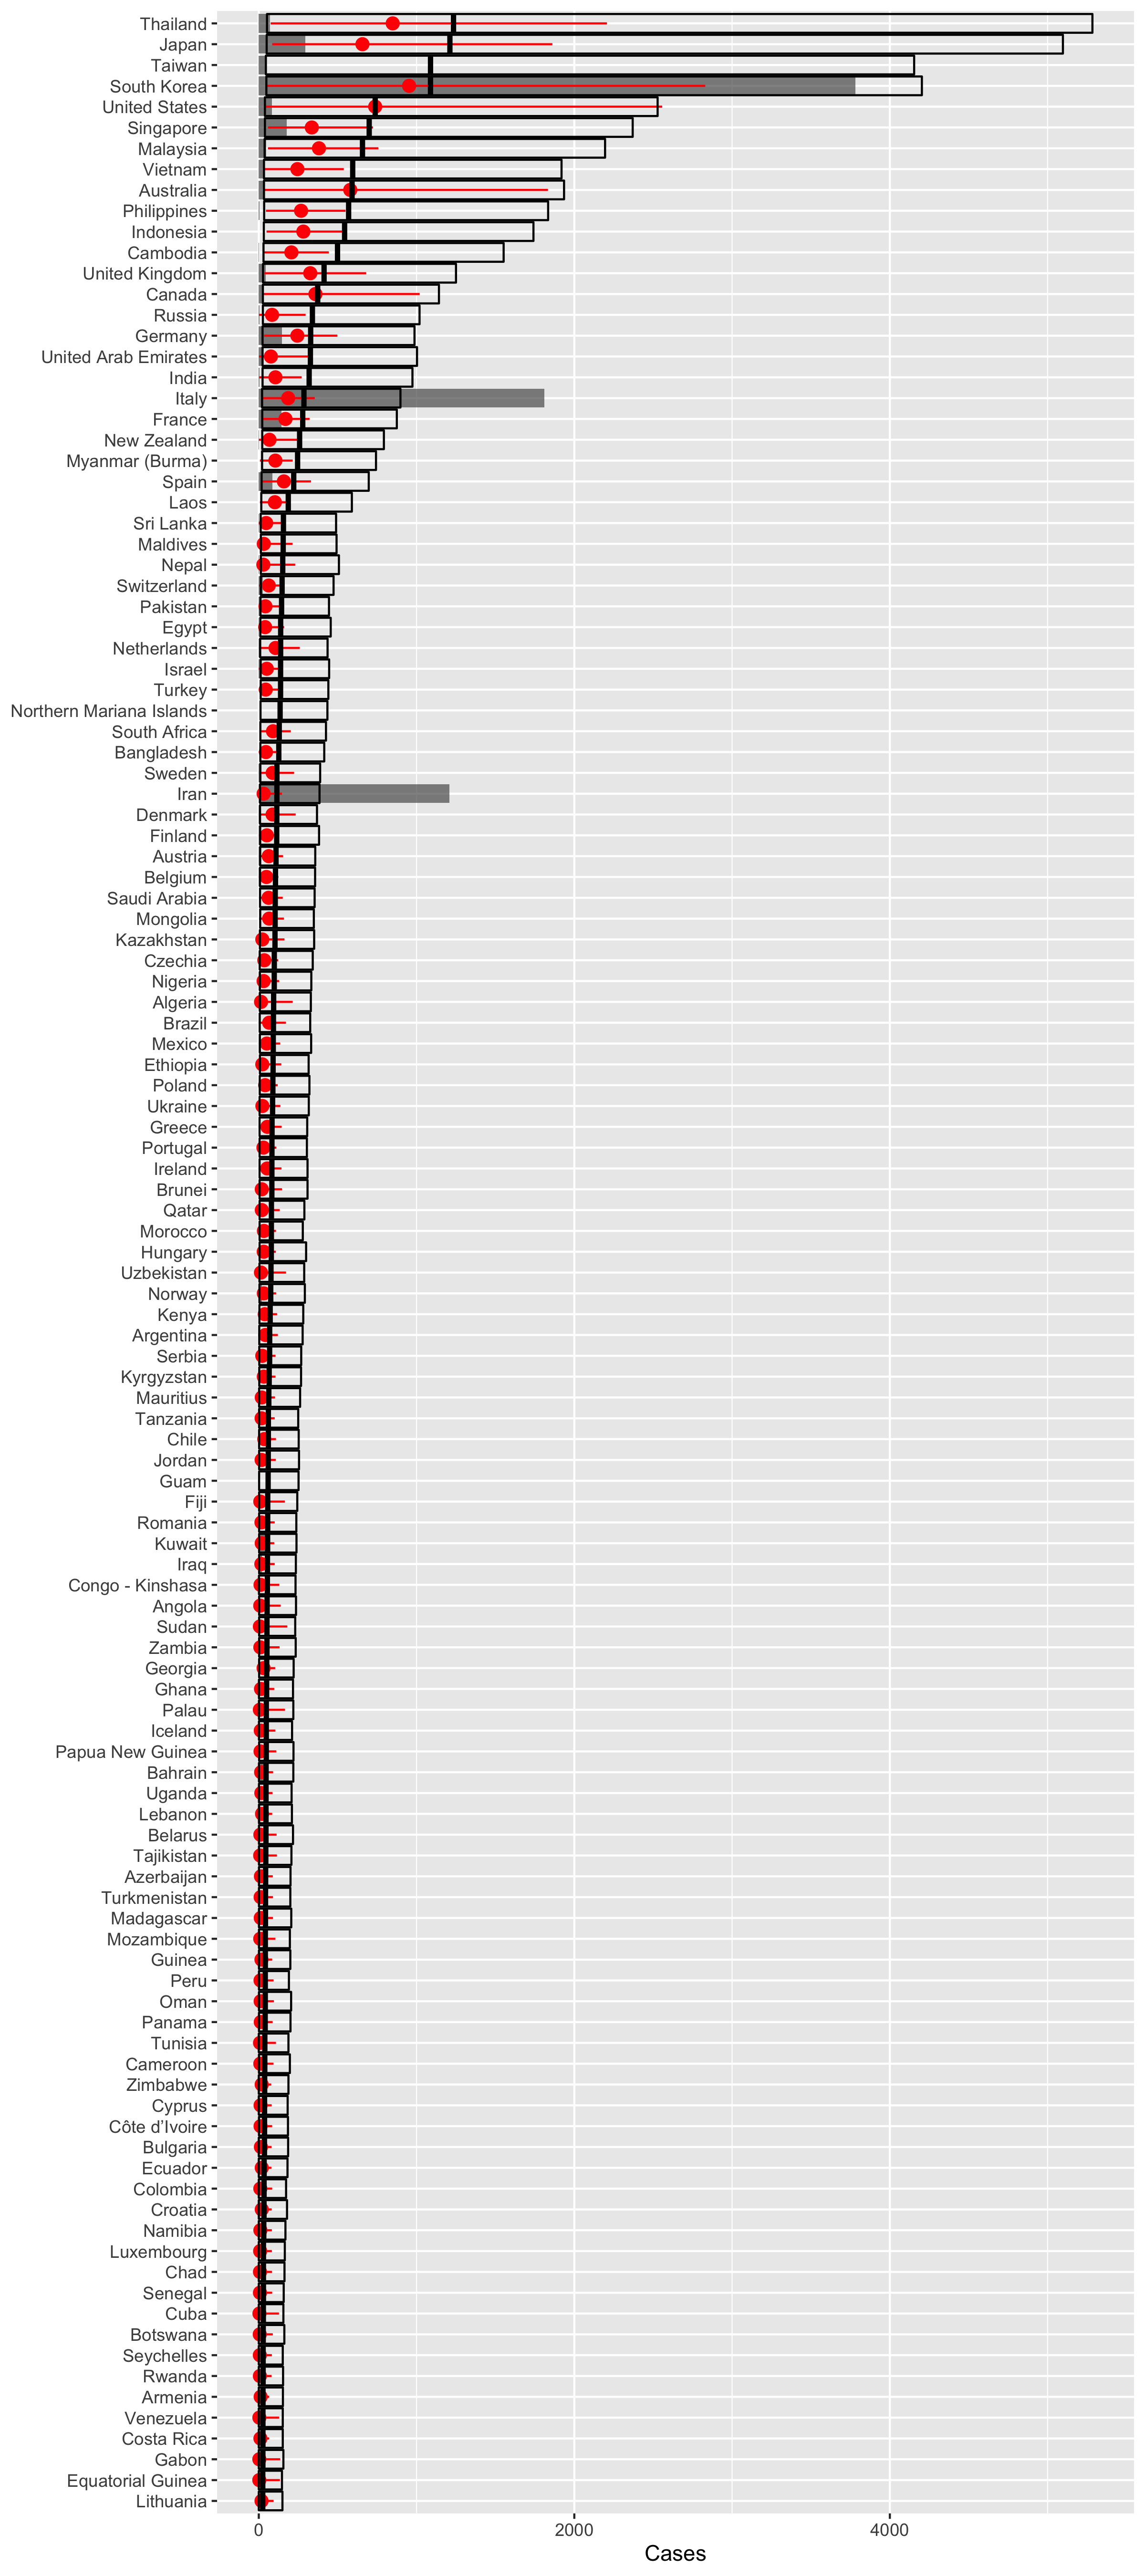 Thailand
Japan
Taiwan
South Korea
United States
Singapore
Malaysia
Vietnam
Australia
Philippines
Indonesia
Cambodia
United Kingdom
Canada
Russia
Germany
United Arab Emirates
India
Italy
France
New Zealand
Myanmar (Burma)
Spain
Laos
Sri Lanka
Maldives
Nepal
Switzerland
Pakistan
Egypt
Netherlands
Israel
Turkey
Northern Mariana Islands
South Africa
Bangladesh
Sweden
Iran
Denmark
Finland
Austria
Belgium
Saudi Arabia
Mongolia
Kazakhstan
Czechia
Nigeria
Algeria
Brazil
Mexico
Ethiopia
Poland
Ukraine
Greece
Portugal
Ireland
Brunei
Qatar
Morocco
Hungary
Uzbekistan
Norway
Kenya
Argentina
Serbia
Kyrgyzstan
Mauritius
Tanzania
Chile
Jordan
Guam
Fiji
Romania
Kuwait
Iraq
Congo - Kinshasa
Angola
Sudan
Zambia
Georgia
Ghana
Palau
Iceland
Papua New Guinea
Bahrain
Uganda
Lebanon
Belarus
Tajikistan
Azerbaijan
Turkmenistan
Madagascar
Mozambique
Guinea
Peru
Oman
Panama
Tunisia
Cameroon
Zimbabwe
Cyprus
Côte d’Ivoire
Bulgaria
Ecuador
Colombia
Croatia
Namibia
Luxembourg
Chad
Senegal
Cuba
Botswana
Seychelles
Rwanda
Armenia
Venezuela
Costa Rica
Gabon
Equatorial Guinea
Lithuania
0 2000 4000
Cases